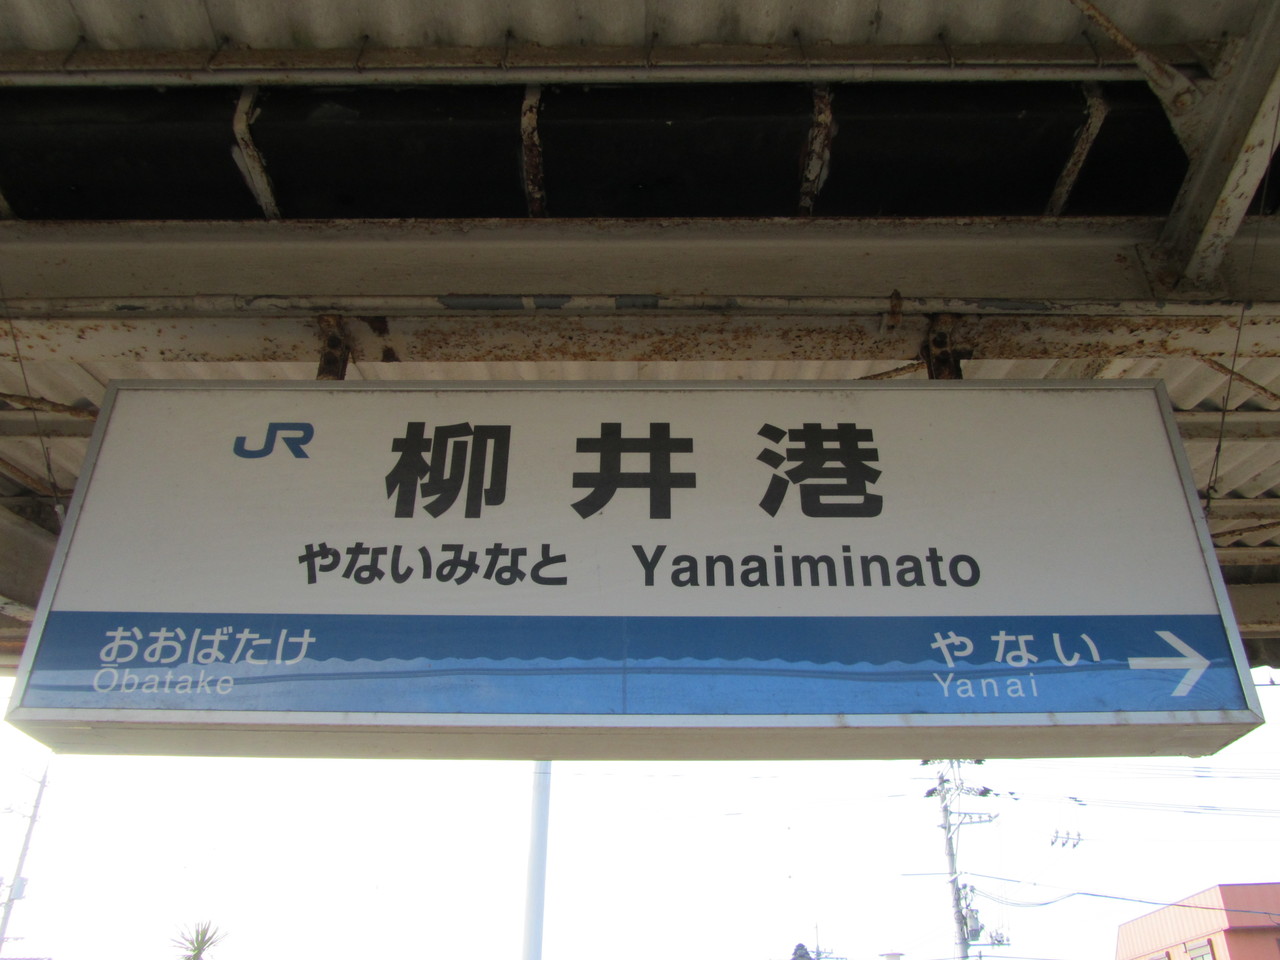 JR 柳井港
やないみなと Yanaiminato
おおばたけ やない
Ōbatake Yanai